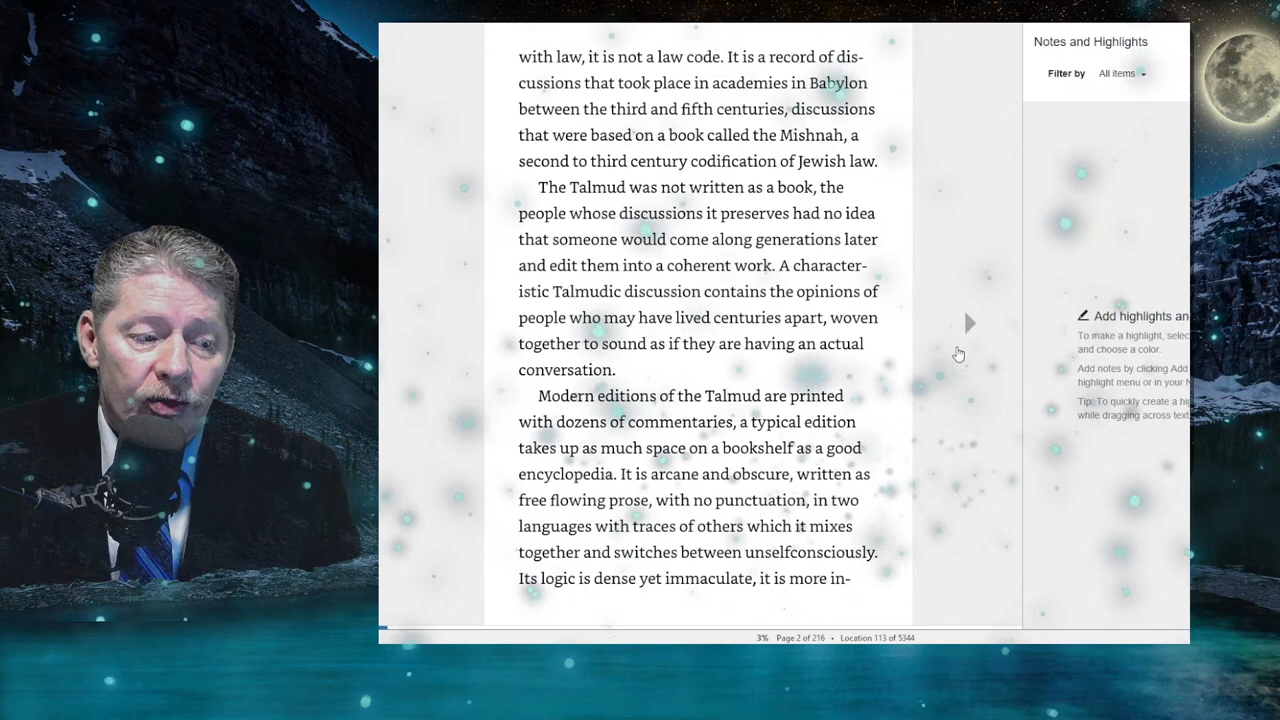 with law, it is not a law code. It is a record of dis-
cussions that took place in academies in Babylon
between the third and fifth centuries, discussions
that were based on a book called the Mishnah, a
second to third century codification of Jewish law.
The Talmud was not written as a book, the
people whose discussions it preserves had no idea
that someone would come along generations later
and edit them into a coherent work. A character-
istic Talmudic discussion contains the opinions of
people who may have lived centuries apart, woven
together to sound as if they are having an actual
conversation.
Modern editions of the Talmud are printed
with dozens of commentaries, a typical edition
takes up as much space on a bookshelf as a good
encyclopedia. It is arcane and obscure, written as
free flowing prose, with no punctuation, in two
languages with traces of others which it mixes
together and switches between unselfconsciously.
Its logic is dense yet immaculate, it is more in-
3% Page 2 of 216 • Location 113 of 5344
Notes and Highlights
Filter by All items
Add highlights an
To make a highlight, selec
and choose a color.
Add notes by clicking Add
highlight menu or in your N
Tip: To quickly create a hig
while dragging across text